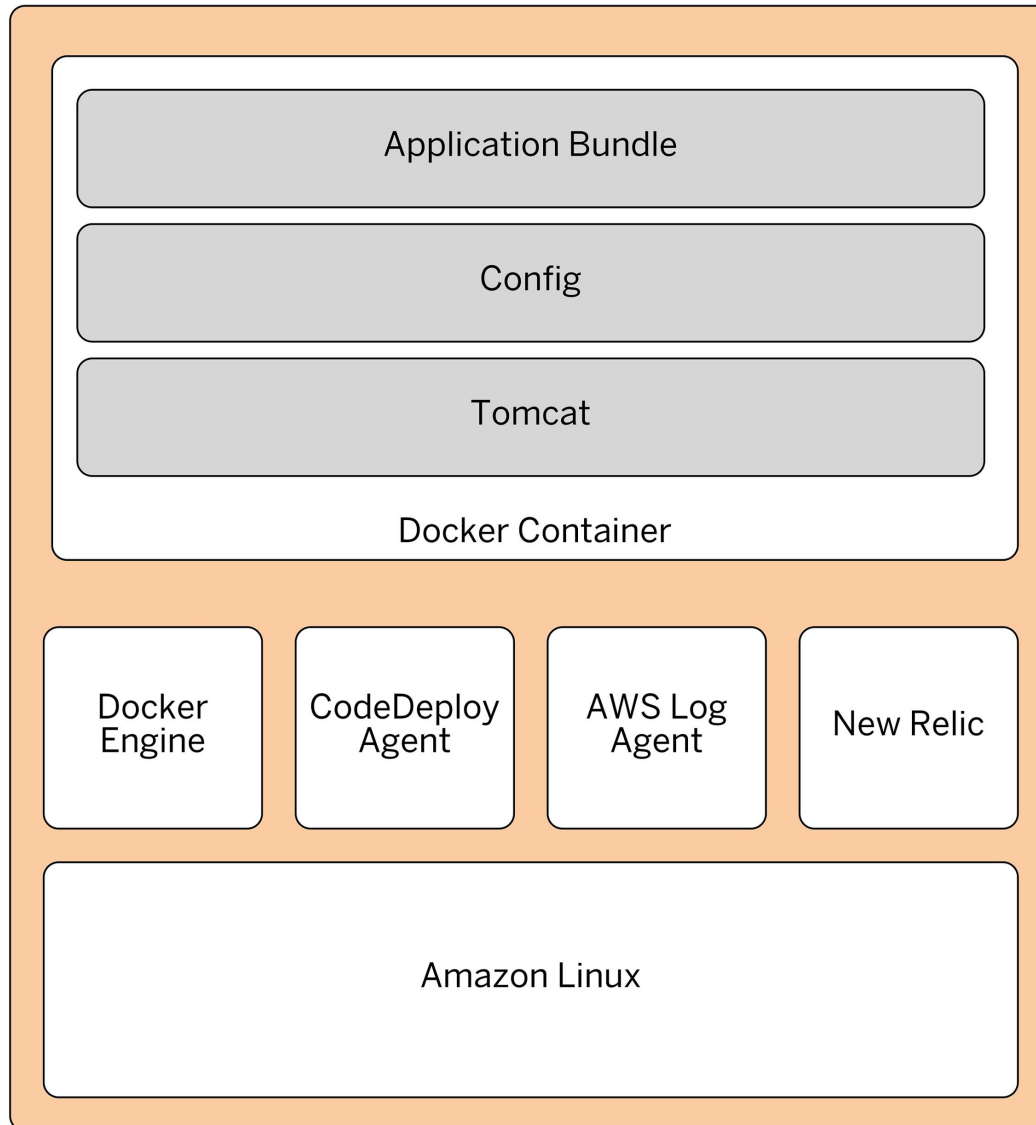 Application Bundle
Config
Tomcat
Docker Container
Docker
Engine
CodeDeploy
Agent
AWS Log
Agent
New Relic
Amazon Linux